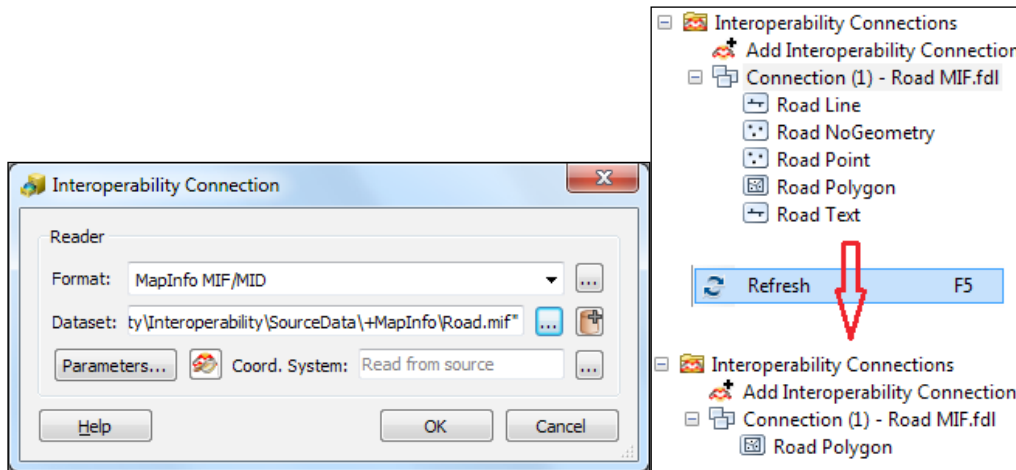 Interoperability Connection
Reader
Format: MapInfo MIF/MID ...
Dataset: ty\Interoperability\SourceData\+MapInfo\Road.mif" ...
Parameters... Coord. System: Read from source ...
Help OK Cancel
Interoperability Connections
Add Interoperability Connection
Connection (1) - Road MIF.fdl
Road Line
Road NoGeometry
Road Point
Road Polygon
Road Text
Refresh F5
Interoperability Connections
Add Interoperability Connection
Connection (1) - Road MIF.fdl
Road Polygon